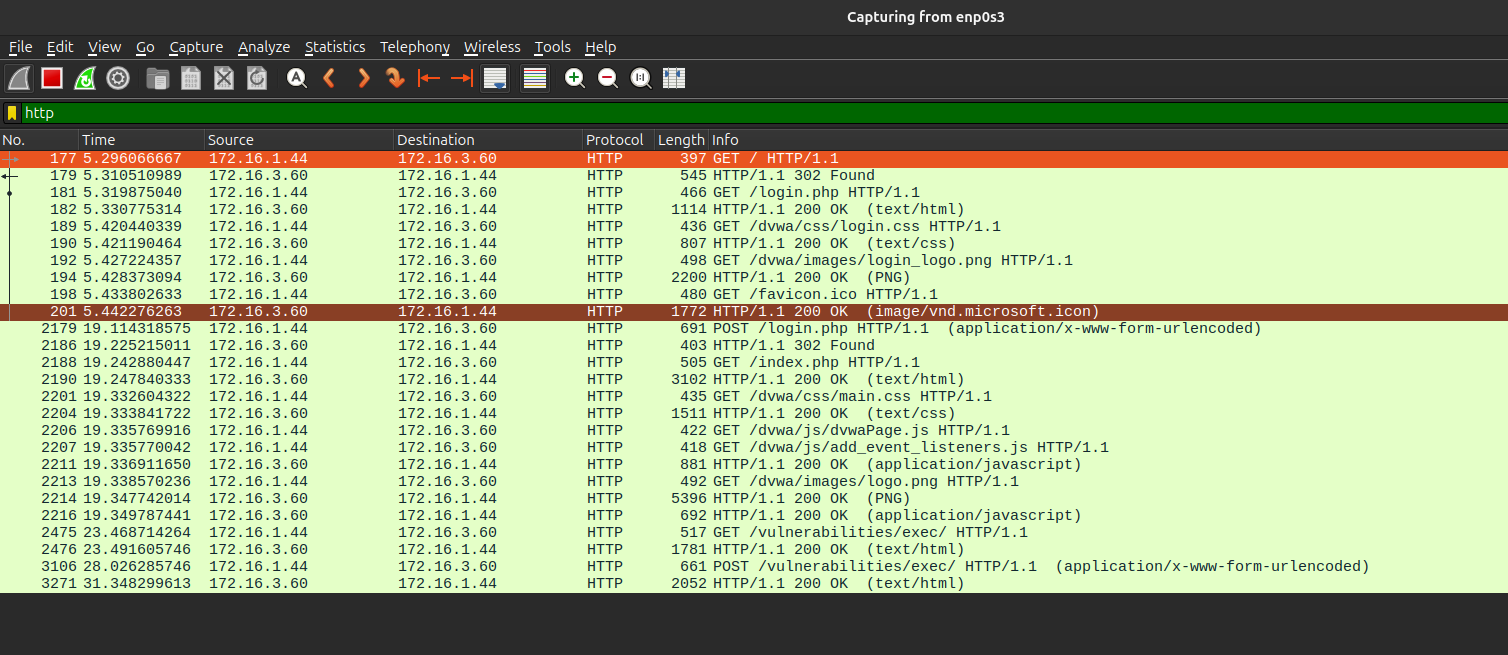 Capturing from enp0s3
File Edit View Go Capture Analyze Statistics Telephony Wireless Tools Help
http
No. Time Source Destination Protocol Length Info
177 5.296066667 172.16.1.44 172.16.3.60 HTTP 397 GET / HTTP/1.1
179 5.310510989 172.16.3.60 172.16.1.44 HTTP 545 HTTP/1.1 302 Found
181 5.319875040 172.16.1.44 172.16.3.60 HTTP 466 GET /login.php HTTP/1.1
182 5.330775314 172.16.3.60 172.16.1.44 HTTP 1114 HTTP/1.1 200 OK (text/html)
189 5.420440339 172.16.1.44 172.16.3.60 HTTP 436 GET /dvwa/css/login.css HTTP/1.1
190 5.421190464 172.16.3.60 172.16.1.44 HTTP 807 HTTP/1.1 200 OK (text/css)
192 5.427224357 172.16.1.44 172.16.3.60 HTTP 498 GET /dvwa/images/login_logo.png HTTP/1.1
194 5.428373094 172.16.3.60 172.16.1.44 HTTP 2200 HTTP/1.1 200 OK (PNG)
198 5.433802633 172.16.1.44 172.16.3.60 HTTP 480 GET /favicon.ico HTTP/1.1
201 5.442276263 172.16.3.60 172.16.1.44 HTTP 1772 HTTP/1.1 200 OK (image/vnd.microsoft.icon)
2179 19.114318575 172.16.1.44 172.16.3.60 HTTP 691 POST /login.php HTTP/1.1 (application/x-www-form-urlencoded)
2186 19.225215011 172.16.3.60 172.16.1.44 HTTP 403 HTTP/1.1 302 Found
2188 19.242880447 172.16.1.44 172.16.3.60 HTTP 505 GET /index.php HTTP/1.1
2190 19.247840333 172.16.3.60 172.16.1.44 HTTP 3102 HTTP/1.1 200 OK (text/html)
2201 19.332604322 172.16.1.44 172.16.3.60 HTTP 435 GET /dvwa/css/main.css HTTP/1.1
2204 19.333841722 172.16.3.60 172.16.1.44 HTTP 1511 HTTP/1.1 200 OK (text/css)
2206 19.335769916 172.16.1.44 172.16.3.60 HTTP 422 GET /dvwa/js/dvwaPage.js HTTP/1.1
2207 19.335770042 172.16.1.44 172.16.3.60 HTTP 418 GET /dvwa/js/add_event_listeners.js HTTP/1.1
2211 19.336911650 172.16.3.60 172.16.1.44 HTTP 881 HTTP/1.1 200 OK (application/javascript)
2213 19.338570236 172.16.1.44 172.16.3.60 HTTP 492 GET /dvwa/images/logo.png HTTP/1.1
2214 19.347742014 172.16.3.60 172.16.1.44 HTTP 5396 HTTP/1.1 200 OK (PNG)
2216 19.349787441 172.16.3.60 172.16.1.44 HTTP 692 HTTP/1.1 200 OK (application/javascript)
2475 23.468714264 172.16.1.44 172.16.3.60 HTTP 517 GET /vulnerabilities/exec/ HTTP/1.1
2476 23.491605746 172.16.3.60 172.16.1.44 HTTP 1781 HTTP/1.1 200 OK (text/html)
3106 28.026285746 172.16.1.44 172.16.3.60 HTTP 661 POST /vulnerabilities/exec/ HTTP/1.1 (application/x-www-form-urlencoded)
3271 31.348299613 172.16.3.60 172.16.1.44 HTTP 2052 HTTP/1.1 200 OK (text/html)